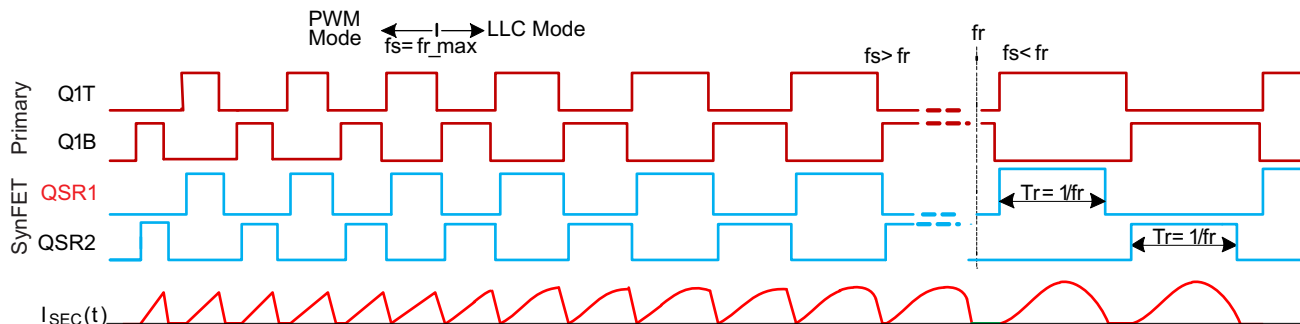 PWM Mode
LLC Mode
fs= fr_max
fr
fs> fr
fs< fr
Primary
Q1T
Q1B
SynFET
QSR1
Tr= 1/fr
QSR2
Tr= 1/fr
ISEC(t)